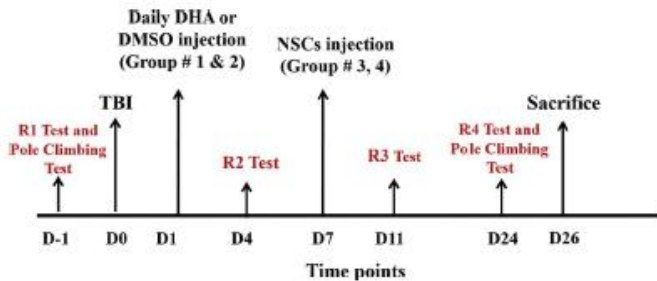 Daily DHA or
DMSO injection
(Group # 1 & 2)
NSCs injection
(Group # 3, 4)
TBI
Sacrifice
R1 Test and
Pole Climbing
Test
R2 Test
R3 Test
R4 Test and
Pole Climbing
Test
D-1 D0 D1 D4 D7 D11 D24 D26
Time points